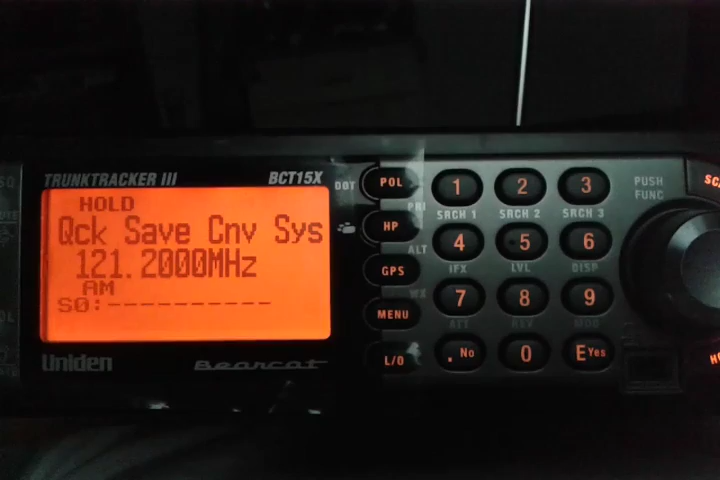 TRUNKTRACKER III BCT15X
HOLD
Qck Save Cnv Sys
121.2000MHz
AM
S0:----------
Uniden Bearcat
DOT POL
PRI
HP
ALT
GPS
WX
MENU
L/O
1 2 3
SRCH 1 SRCH 2 SRCH 3
4 5 6
IFX LVL DISP
7 8 9
ATT REV MOD
. No 0 E Yes
PUSH
FUNC